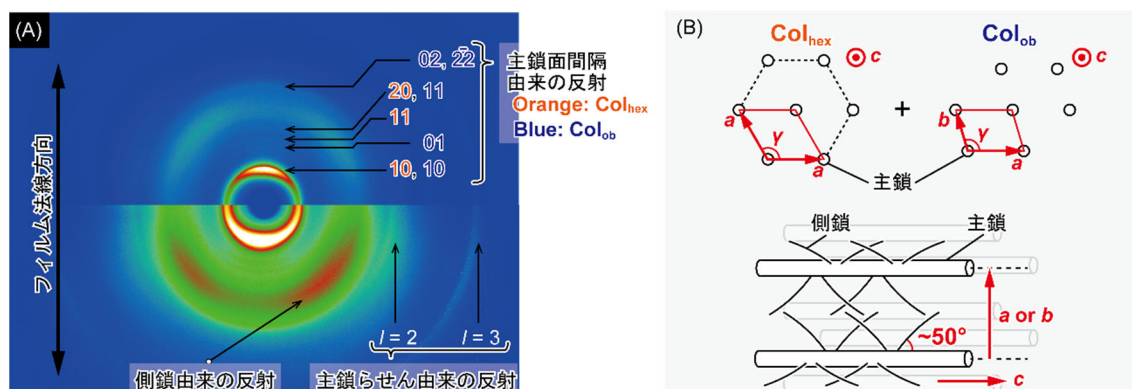 (A)
フィルム法線方向
02, 2̄2
20, 11
11
01
10, 10
主鎖面間隔
由来の反射
Orange: Colhex
Blue: Colob
l = 2
l = 3
側鎖由来の反射
主鎖らせん由来の反射
(B)
Colhex
c
a
γ
a
+
Colob
c
b
γ
a
主鎖
側鎖
主鎖
~50°
a or b
c